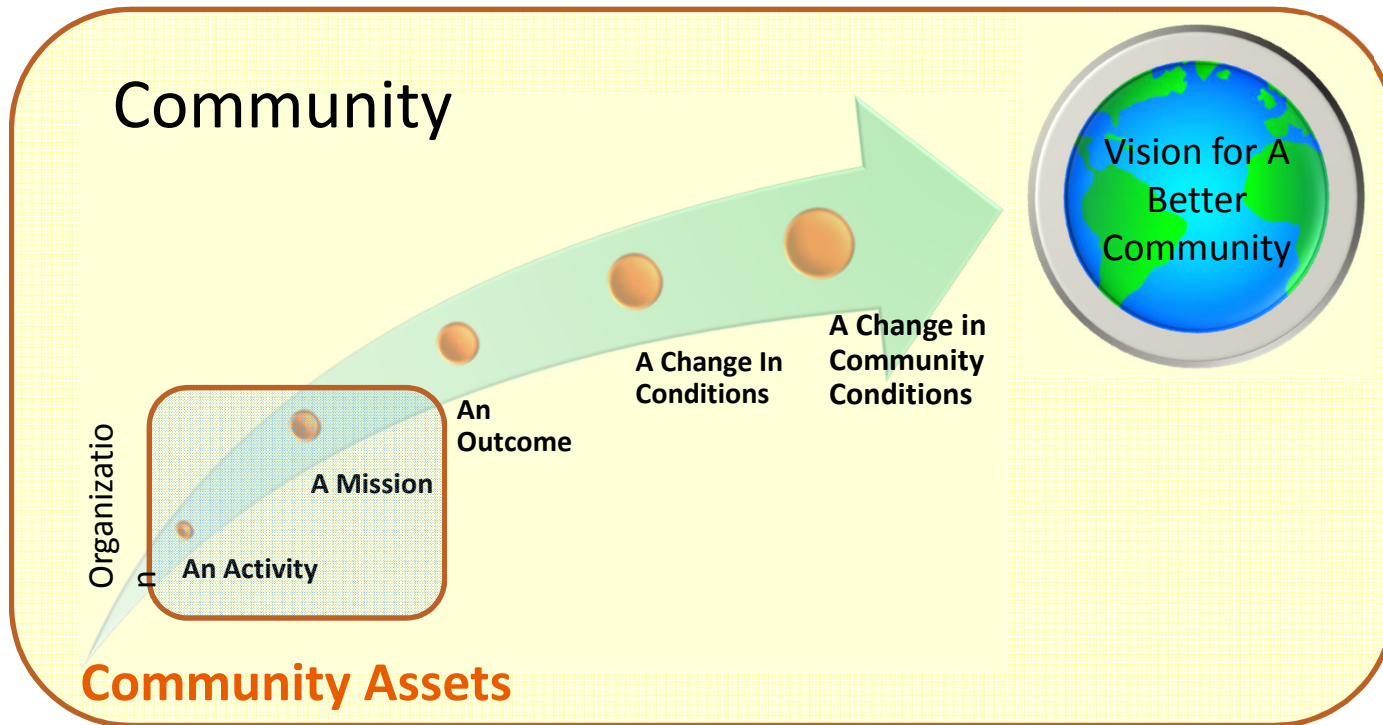 Community
Vision for A
Better
Community
A Change in
Community
Conditions
A Change In
Conditions
An
Outcome
A Mission
An Activity
Organizatio
n
Community Assets